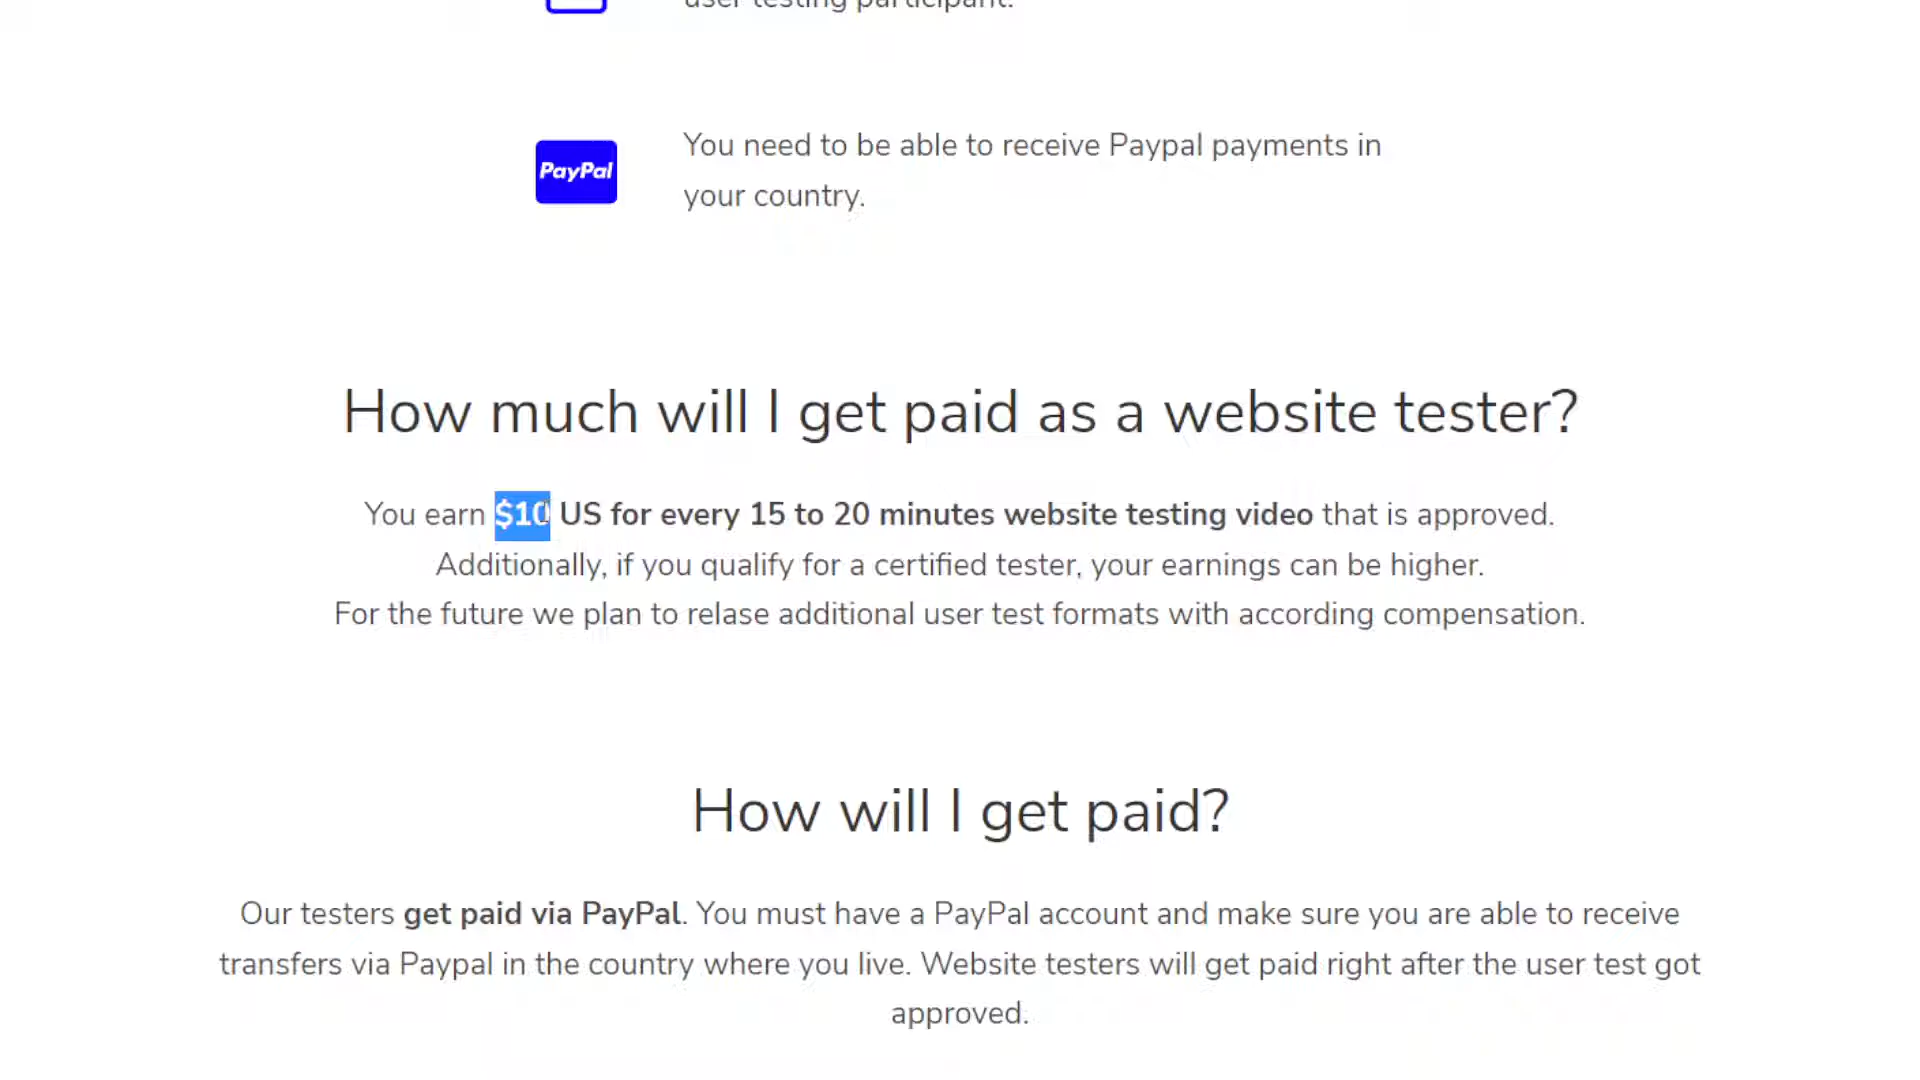 user testing participant.
PayPal
You need to be able to receive Paypal payments in
your country.
How much will I get paid as a website tester?
You earn $10 US for every 15 to 20 minutes website testing video that is approved.
Additionally, if you qualify for a certified tester, your earnings can be higher.
For the future we plan to relase additional user test formats with according compensation.
How will I get paid?
Our testers get paid via PayPal. You must have a PayPal account and make sure you are able to receive
transfers via Paypal in the country where you live. Website testers will get paid right after the user test got
approved.